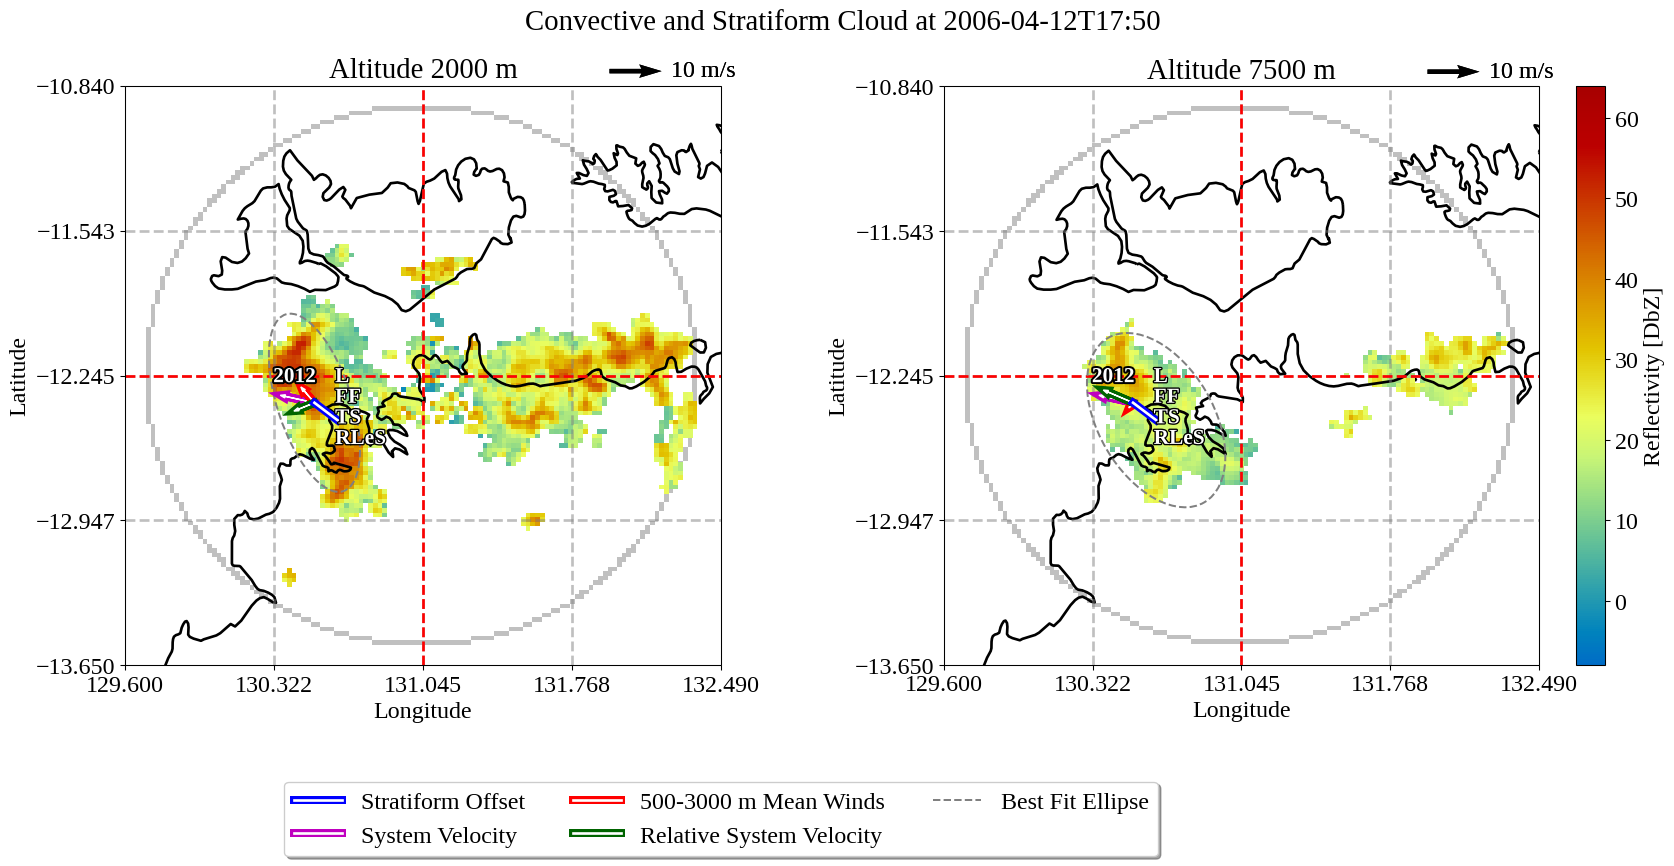 Convective and Stratiform Cloud at 2006-04-12T17:50
Altitude 2000 m
10 m/s
−10.840
−11.543
−12.245
−12.947
−13.650
Latitude
129.600
130.322
131.045
131.768
132.490
Longitude
2012
L
FF
TS
RLeS
Altitude 7500 m
10 m/s
−10.840
−11.543
−12.245
−12.947
−13.650
Latitude
129.600
130.322
131.045
131.768
132.490
Longitude
2012
L
FF
TS
RLeS
60
50
40
30
20
10
0
Reflectivity [DbZ]
Stratiform Offset
System Velocity
500-3000 m Mean Winds
Relative System Velocity
Best Fit Ellipse